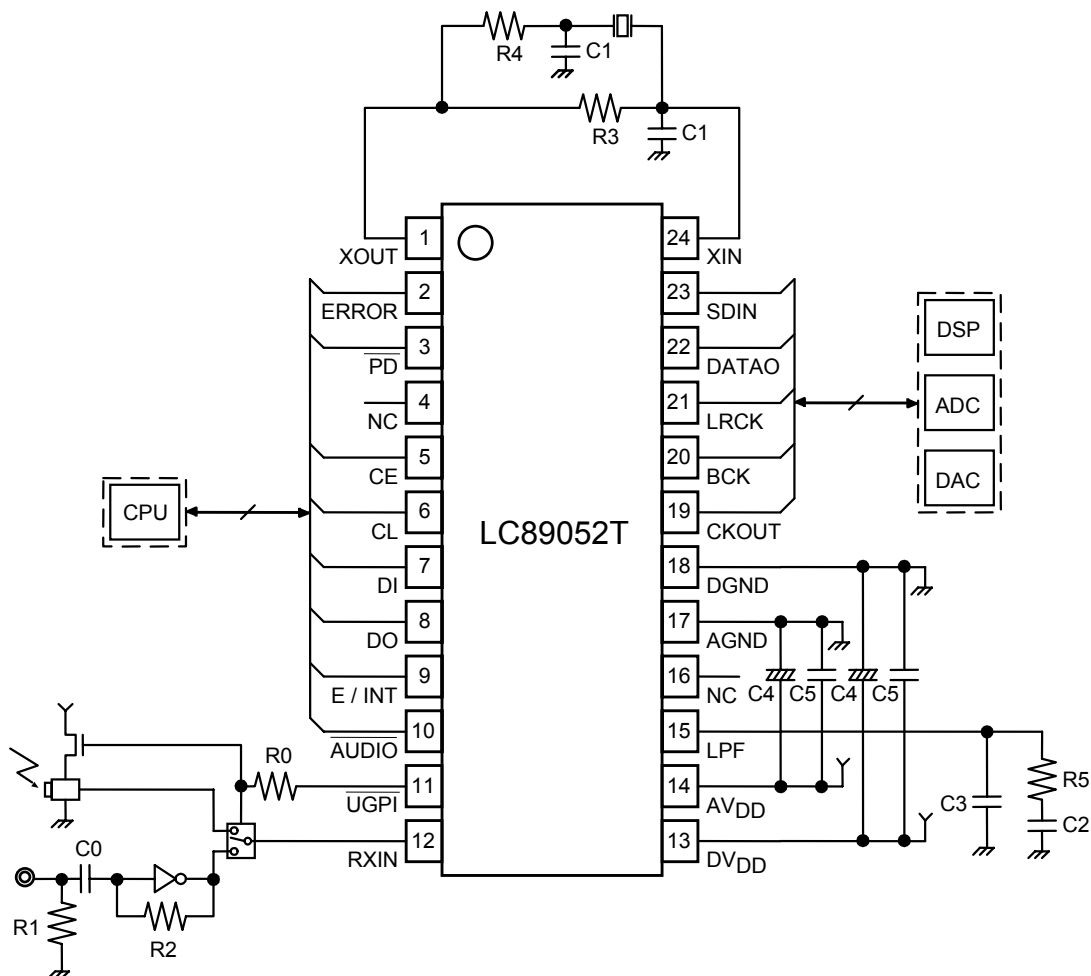 R4
C1
R3
C1
1
XOUT
24
XIN
2
ERROR
23
SDIN
3
PD
22
DATAO
4
NC
21
LRCK
5
CE
20
BCK
6
CL
19
CKOUT
7
DI
18
DGND
8
DO
17
AGND
9
E / INT
16
NC
10
AUDIO
15
LPF
11
UGPI
14
AVDD
12
RXIN
13
DVDD
LC89052T
CPU
DSP
ADC
DAC
C4
C5
C4
C5
C3
R5
C2
R0
C0
R1
R2